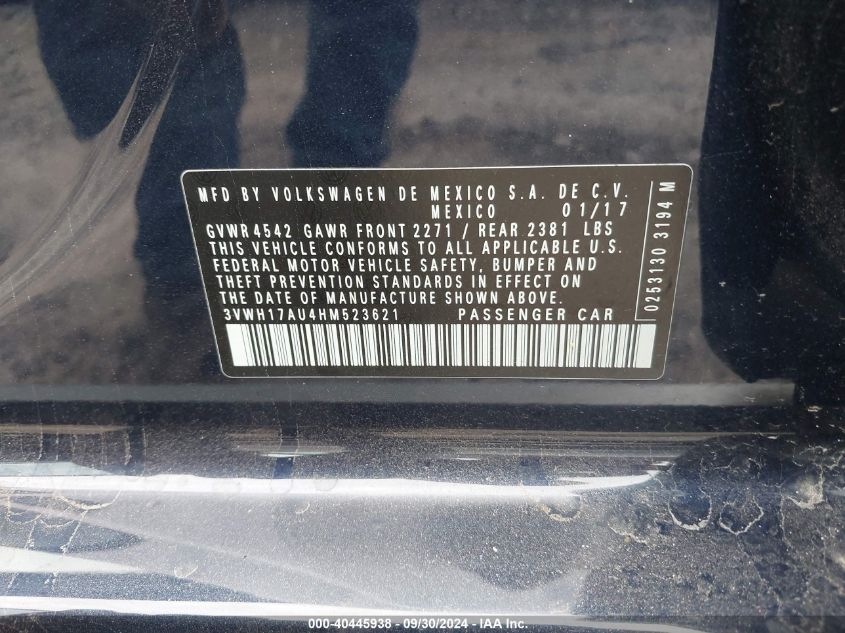 MFD BY VOLKSWAGEN DE MEXICO S.A. DE C.V.
MEXICO 01/17
GVWR 4542 GAWR FRONT 2271 / REAR 2381 LBS
THIS VEHICLE CONFORMS TO ALL APPLICABLE U.S.
FEDERAL MOTOR VEHICLE SAFETY, BUMPER AND
THEFT PREVENTION STANDARDS IN EFFECT ON
THE DATE OF MANUFACTURE SHOWN ABOVE.
3VWH17AU4HM523621 PASSENGER CAR
0253130 3194 M
000-40445938 - 09/30/2024 - IAA Inc.